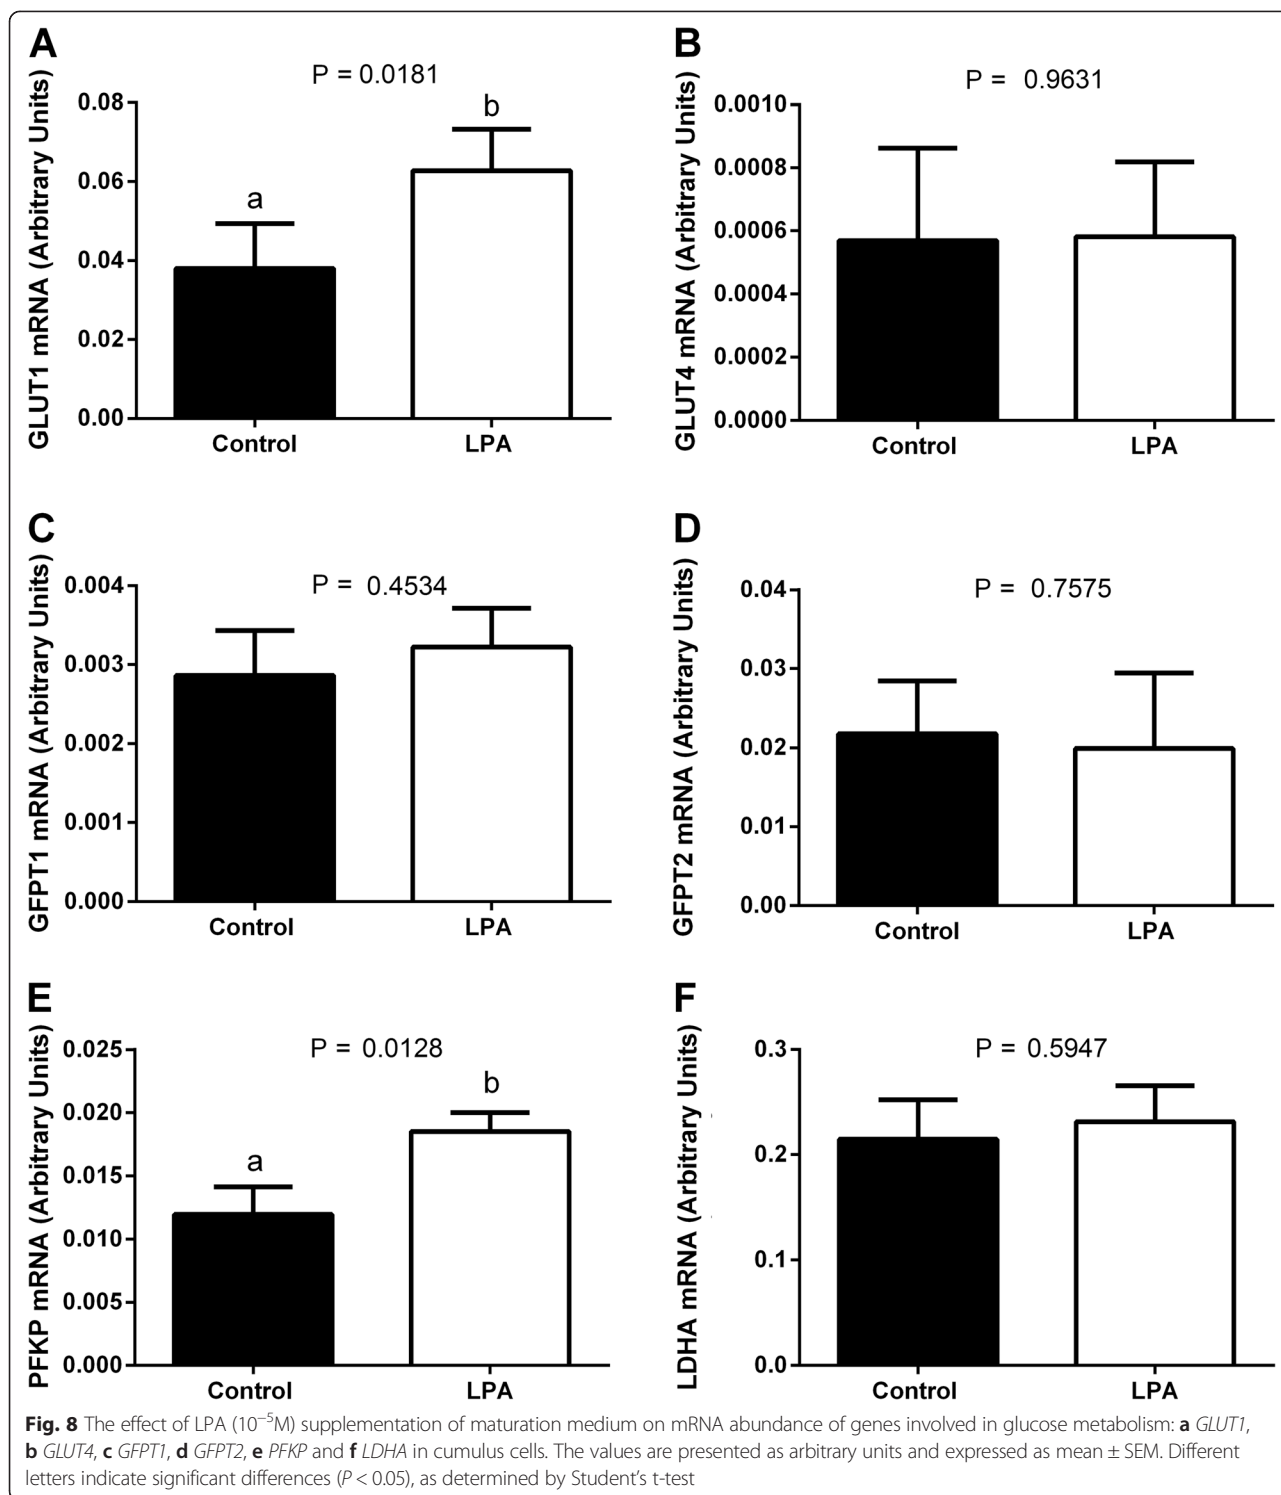 A
P = 0.0181
GLUT1 mRNA (Arbitrary Units)
0.08
0.06
0.04
0.02
0.00
a
b
Control
LPA
B
P = 0.9631
GLUT4 mRNA (Arbitrary Units)
0.0010
0.0008
0.0006
0.0004
0.0002
0.0000
Control
LPA
C
P = 0.4534
GFPT1 mRNA (Arbitrary Units)
0.004
0.003
0.002
0.001
0.000
Control
LPA
D
P = 0.7575
GFPT2 mRNA (Arbitrary Units)
0.04
0.03
0.02
0.01
0.00
Control
LPA
E
P = 0.0128
PFKP mRNA (Arbitrary Units)
0.025
0.020
0.015
0.010
0.005
0.000
a
b
Control
LPA
F
P = 0.5947
LDHA mRNA (Arbitrary Units)
0.3
0.2
0.1
0.0
Control
LPA
Fig. 8 The effect of LPA (10⁻⁵M) supplementation of maturation medium on mRNA abundance of genes involved in glucose metabolism: a GLUT1,
b GLUT4, c GFPT1, d GFPT2, e PFKP and f LDHA in cumulus cells. The values are presented as arbitrary units and expressed as mean ± SEM. Different
letters indicate significant differences (P < 0.05), as determined by Student's t-test